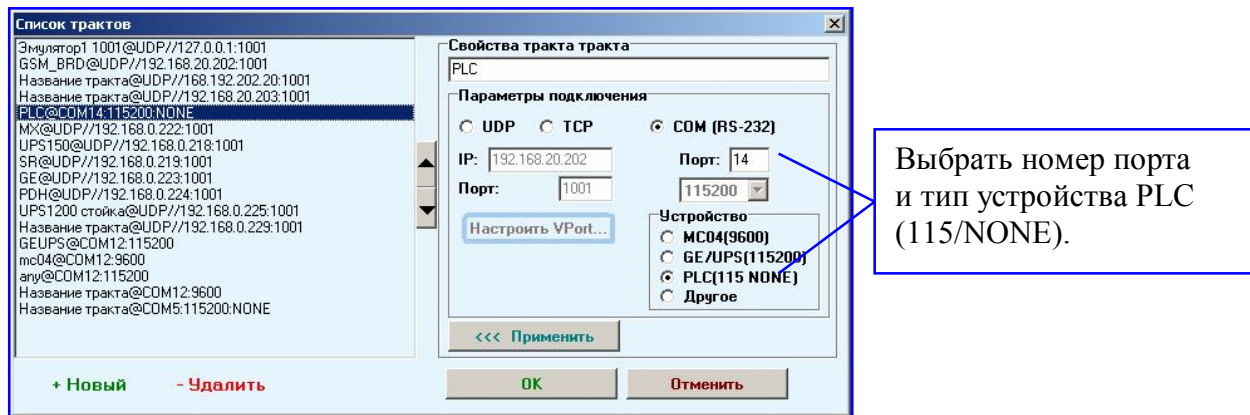 Список трактов
Эмулятор1 1001@UDP//127.0.0.1:1001
GSM_BRD@UDP//192.168.20.202:1001
Название тракта@UDP//168.192.202.20:1001
Название тракта@UDP//192.168.20.203:1001
PLC@COM14:115200:NONE
MX@UDP//192.168.0.222:1001
UPS150@UDP//192.168.0.218:1001
SR@UDP//192.168.0.219:1001
GE@UDP//192.168.0.223:1001
PDH@UDP//192.168.0.224:1001
UPS1200 стойка@UDP//192.168.0.225:1001
Название тракта@UDP//192.168.0.229:1001
GEUPS@COM12:115200
mc04@COM12:9600
any@COM12:115200
Название тракта@COM12:9600
Название тракта@COM5:115200:NONE
+ Новый - Удалить
Свойства тракта тракта
PLC
Параметры подключения
UDP TCP COM (RS-232)
IP: 192.168.20.202 Порт: 14
Порт: 1001 115200
Настроить VPort...
Устройство
МС04(9600)
GE/UPS(115200)
PLC(115 NONE)
Другое
<<< Применить
ОК Отменить
Выбрать номер порта
и тип устройства PLC
(115/NONE).